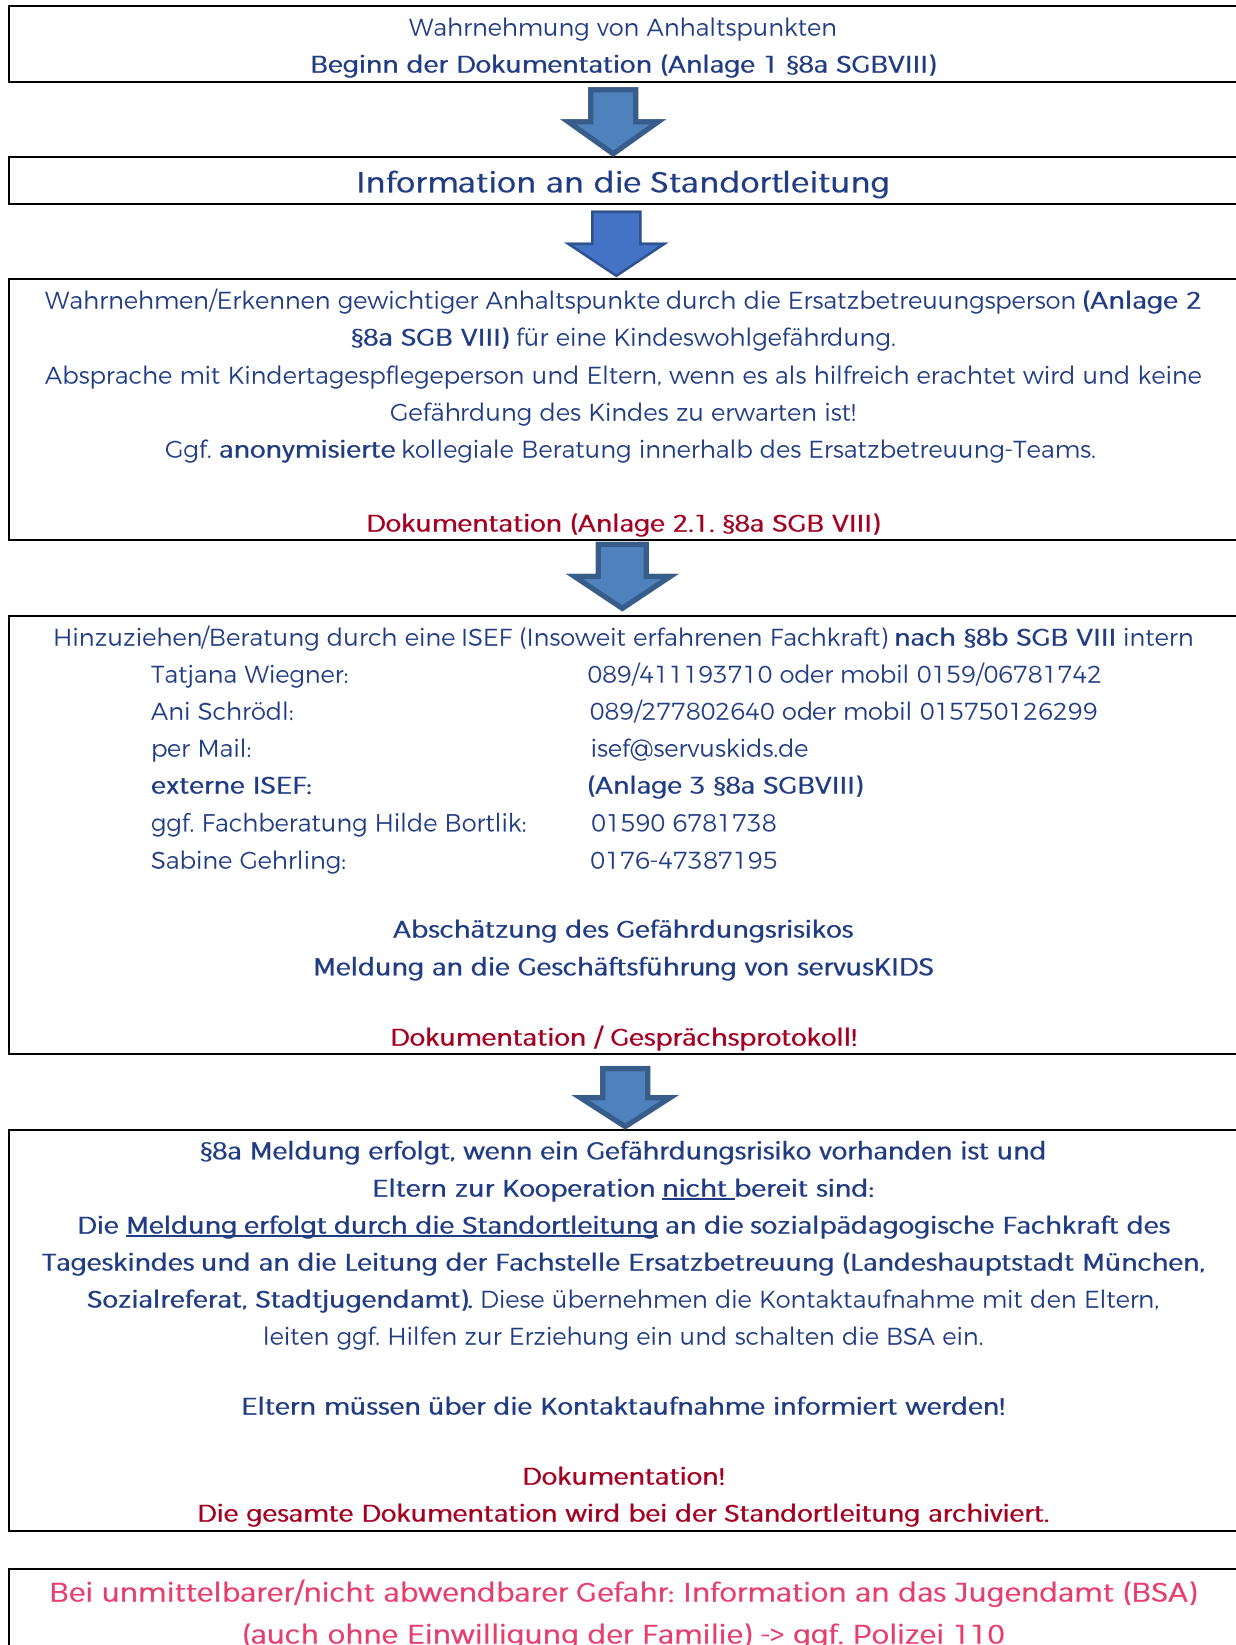 Wahrnehmung von Anhaltspunkten
Beginn der Dokumentation (Anlage 1 §8a SGBVIII)
Information an die Standortleitung
Wahrnehmen/Erkennen gewichtiger Anhaltspunkte durch die Ersatzbetreuungsperson (Anlage 2
§8a SGB VIII) für eine Kindeswohlgefährdung.
Absprache mit Kindertagespflegeperson und Eltern, wenn es als hilfreich erachtet wird und keine
Gefährdung des Kindes zu erwarten ist!
Ggf. anonymisierte kollegiale Beratung innerhalb des Ersatzbetreuung-Teams.
Dokumentation (Anlage 2.1. §8a SGB VIII)
Hinzuziehen/Beratung durch eine ISEF (Insoweit erfahrenen Fachkraft) nach §8b SGB VIII intern
Tatjana Wiegner: 089/411193710 oder mobil 0159/06781742
Ani Schrödl: 089/277802640 oder mobil 015750126299
per Mail: isef@servuskids.de
externe ISEF: (Anlage 3 §8a SGBVIII)
ggf. Fachberatung Hilde Bortlik: 01590 6781738
Sabine Gehrling: 0176-47387195
Abschätzung des Gefährdungsrisikos
Meldung an die Geschäftsführung von servusKIDS
Dokumentation / Gesprächsprotokoll!
§8a Meldung erfolgt, wenn ein Gefährdungsrisiko vorhanden ist und
Eltern zur Kooperation nicht bereit sind:
Die Meldung erfolgt durch die Standortleitung an die sozialpädagogische Fachkraft des
Tageskindes und an die Leitung der Fachstelle Ersatzbetreuung (Landeshauptstadt München,
Sozialreferat, Stadtjugendamt). Diese übernehmen die Kontaktaufnahme mit den Eltern,
leiten ggf. Hilfen zur Erziehung ein und schalten die BSA ein.
Eltern müssen über die Kontaktaufnahme informiert werden!
Dokumentation!
Die gesamte Dokumentation wird bei der Standortleitung archiviert.
Bei unmittelbarer/nicht abwendbarer Gefahr: Information an das Jugendamt (BSA)
(auch ohne Einwilligung der Familie) -> ggf. Polizei 110